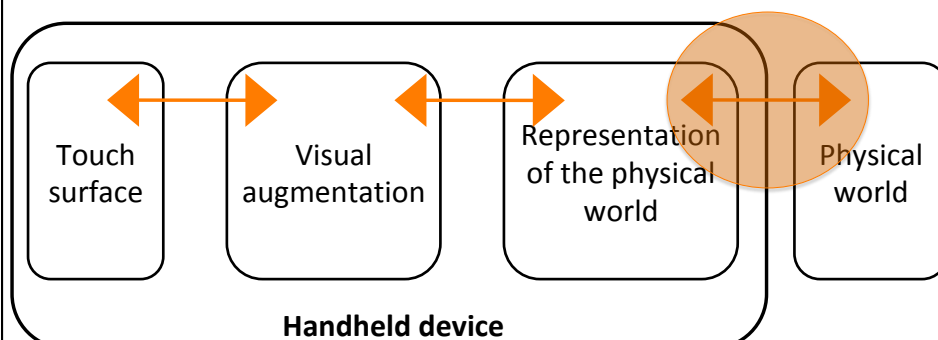 Touch
surface
Visual
augmentation
Representation
of the physical
world
Physical
world
Handheld device